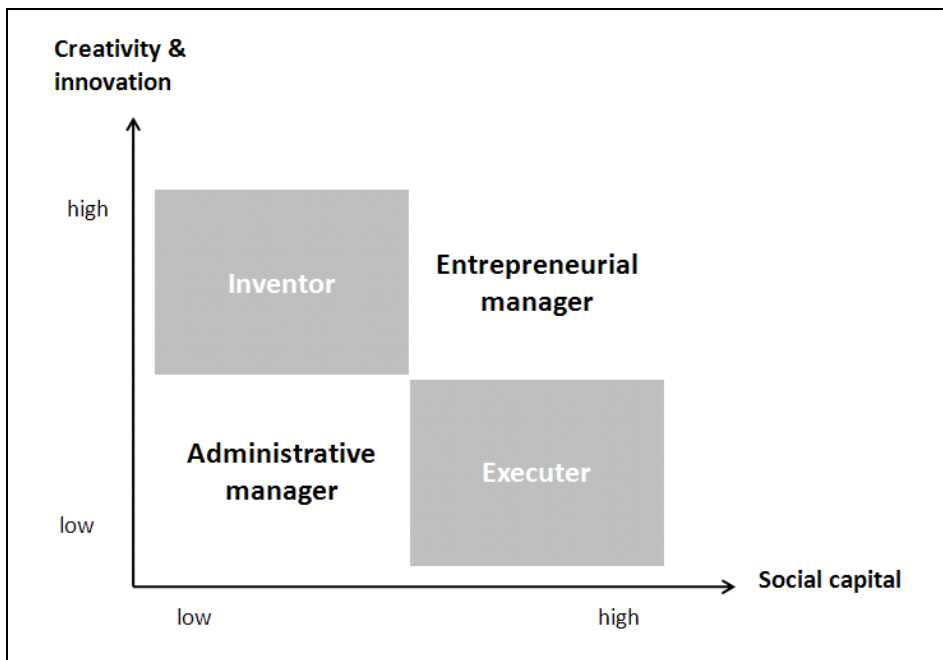 Creativity &
innovation
high
Inventor
Entrepreneurial
manager
Administrative
manager
Executer
low
Social capital
low
high